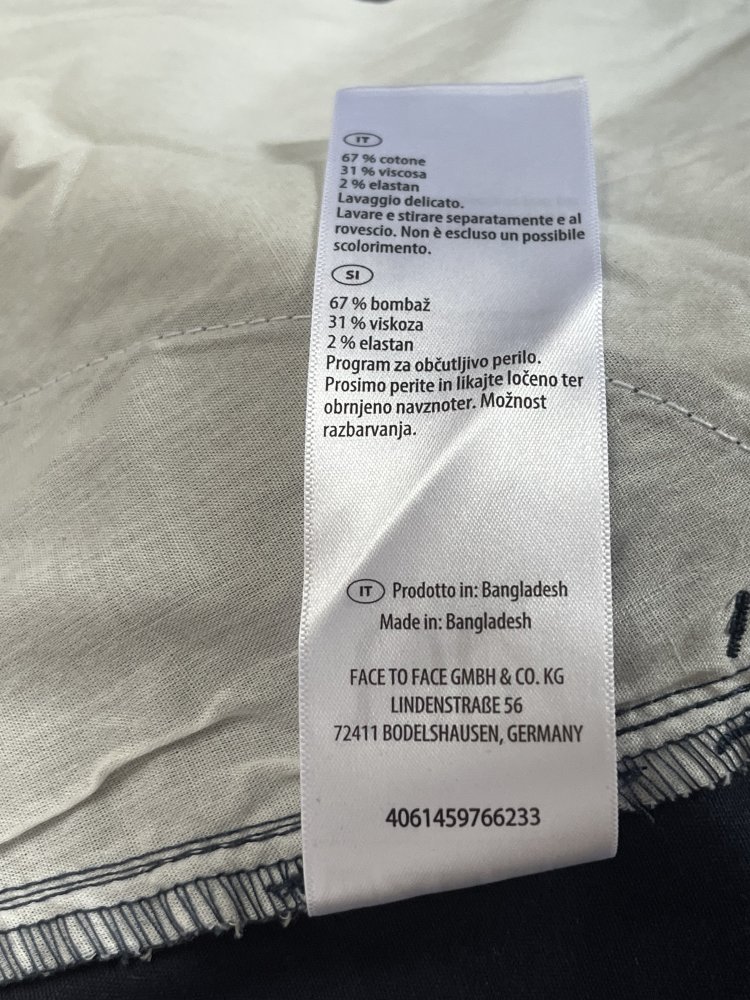 IT
67 % cotone
31 % viscosa
2 % elastan
Lavaggio delicato.
Lavare e stirare separatamente e al
rovescio. Non è escluso un possibile
scolorimento.
SI
67 % bombaž
31 % viskoza
2 % elastan
Program za občutljivo perilo.
Prosimo perite in likajte ločeno ter
obrnjeno navznoter. Možnost
razbarvanja.
IT Prodotto in: Bangladesh
Made in: Bangladesh
FACE TO FACE GMBH & CO. KG
LINDENSTRAßE 56
72411 BODELSHAUSEN, GERMANY
4061459766233